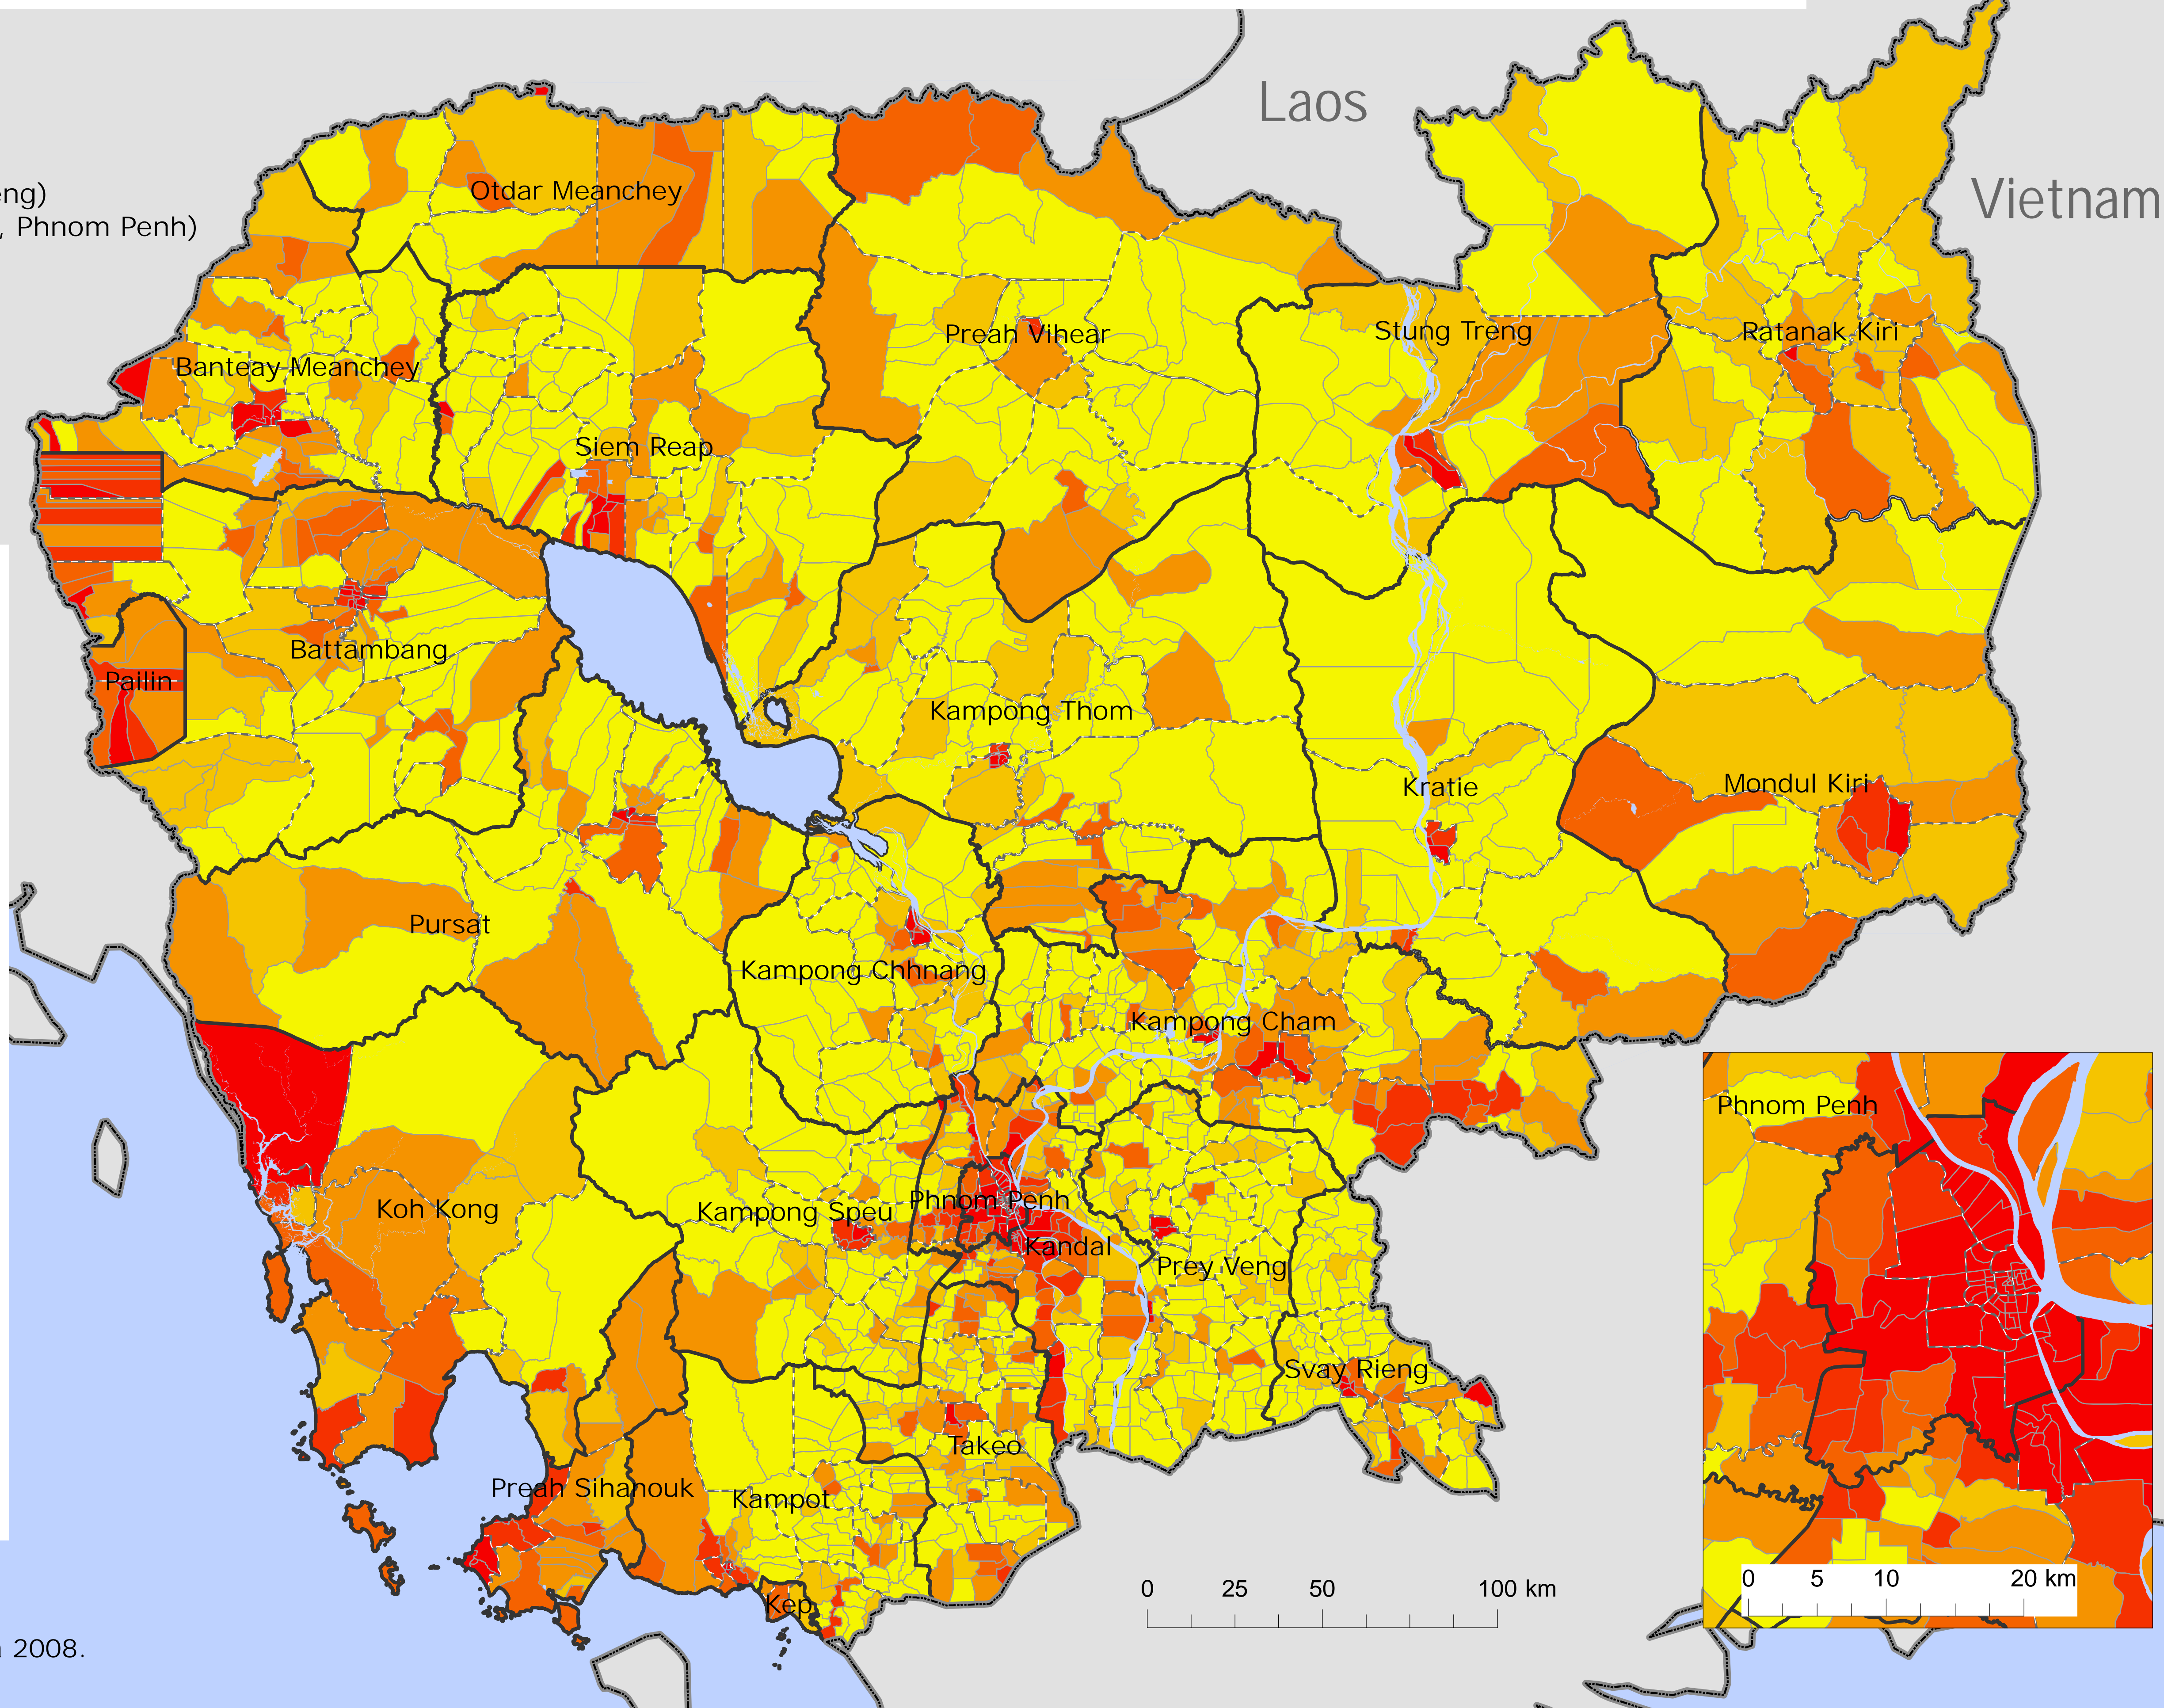 Laos
Vietnam
eng)
, Phnom Penh)
Otdar Meanchey
Banteay Meanchey
Siem Reap
Preah Vihear
Stung Treng
Ratanak Kiri
Battambang
Pailin
Kampong Thom
Kratie
Mondul Kiri
Pursat
Kampong Chhnang
Kampong Cham
Koh Kong
Kampong Speu
Phnom Penh
Kandal
Prey Veng
Svay Rieng
Takeo
Preah Sihanouk
Kampot
Kep
0 25 50 100 km
Phnom Penh
0 5 10 20 km
2008.